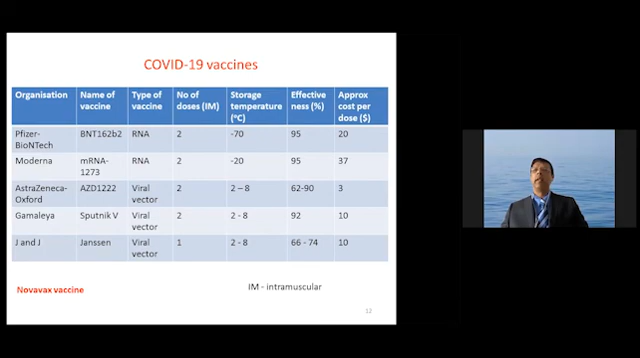 COVID-19 vaccines
Organisation Name of vaccine Type of vaccine No of doses (IM) Storage temperature (°C) Effective ness (%) Approx cost per dose ($)
Pfizer-BioNTech BNT162b2 RNA 2 -70 95 20
Moderna mRNA-1273 RNA 2 -20 95 37
AstraZeneca-Oxford AZD1222 Viral vector 2 2 – 8 62-90 3
Gamaleya Sputnik V Viral vector 2 2 - 8 92 10
J and J Janssen Viral vector 1 2 - 8 66 - 74 10
Novavax vaccine
IM - intramuscular
12